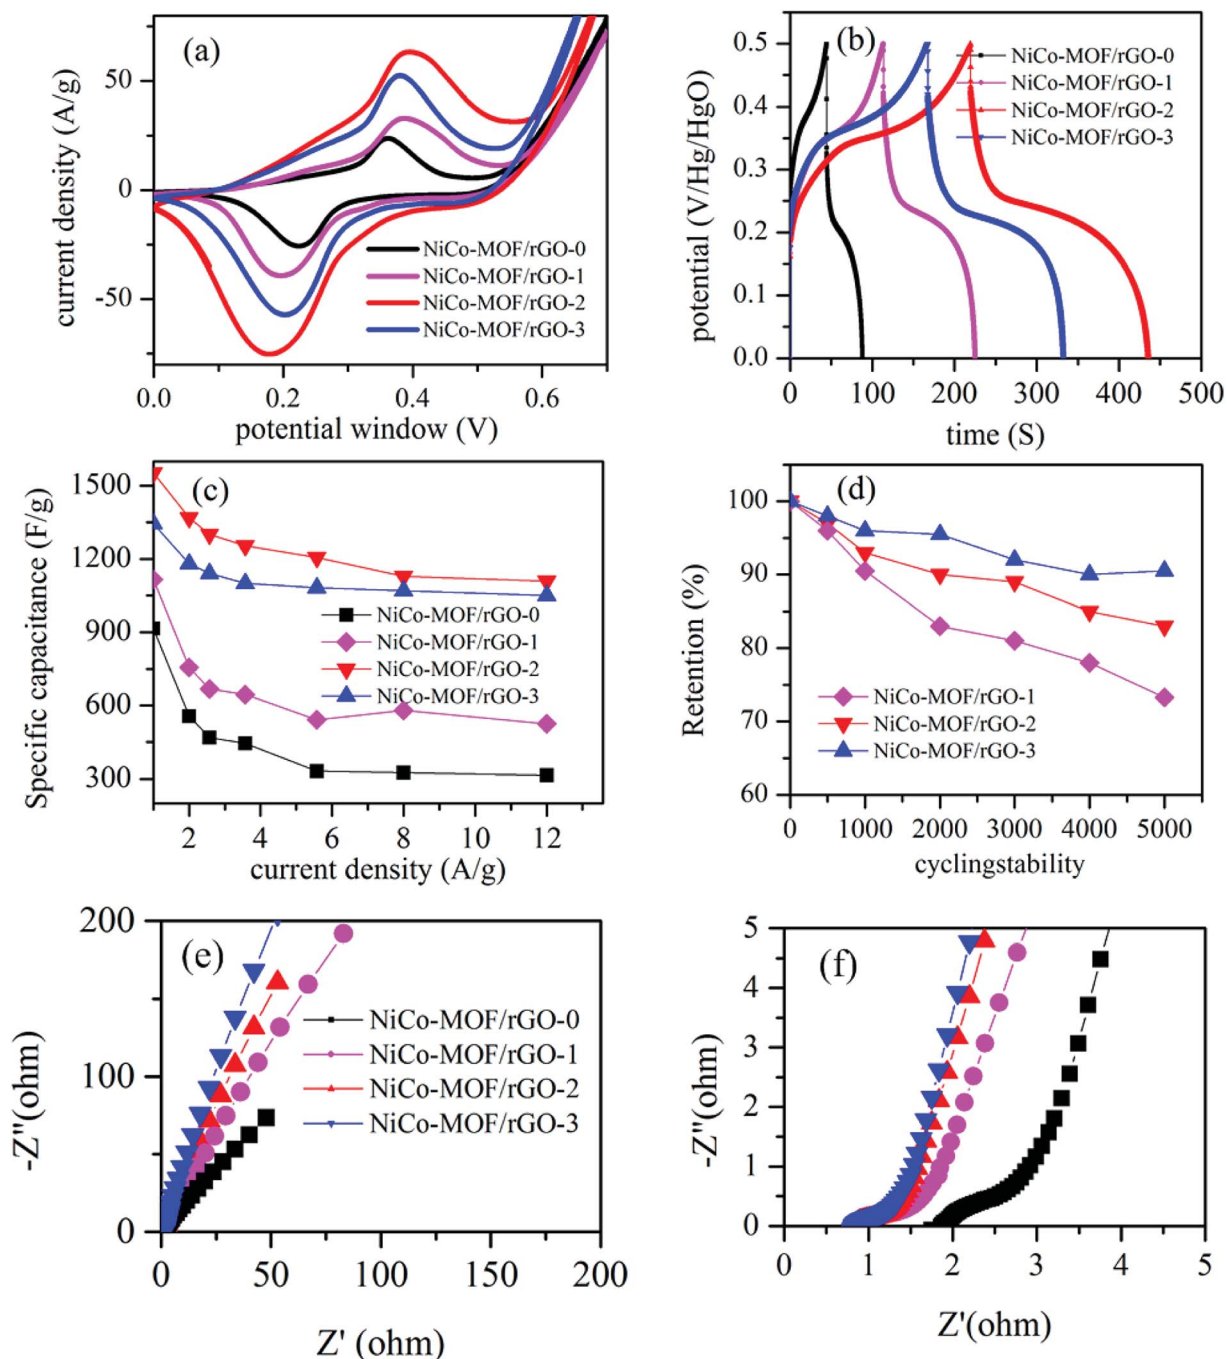 (a)
current density (A/g)
50
0
-50
NiCo-MOF/rGO-0
NiCo-MOF/rGO-1
NiCo-MOF/rGO-2
NiCo-MOF/rGO-3
0.0 0.2 0.4 0.6
potential window (V)
(b)
potential (V/Hg/HgO)
0.5
0.4
0.3
0.2
0.1
0.0
NiCo-MOF/rGO-0
NiCo-MOF/rGO-1
NiCo-MOF/rGO-2
NiCo-MOF/rGO-3
0 100 200 300 400 500
time (S)
(c)
Specific capacitance (F/g)
1500
1200
900
600
300
NiCo-MOF/rGO-0
NiCo-MOF/rGO-1
NiCo-MOF/rGO-2
NiCo-MOF/rGO-3
2 4 6 8 10 12
current density (A/g)
(d)
Retention (%)
100
90
80
70
60
NiCo-MOF/rGO-1
NiCo-MOF/rGO-2
NiCo-MOF/rGO-3
0 1000 2000 3000 4000 5000
cyclingstability
(e)
-Z"(ohm)
200
100
0
NiCo-MOF/rGO-0
NiCo-MOF/rGO-1
NiCo-MOF/rGO-2
NiCo-MOF/rGO-3
0 50 100 150 200
Z' (ohm)
(f)
-Z"(ohm)
5
4
3
2
1
0
0 1 2 3 4 5
Z'(ohm)